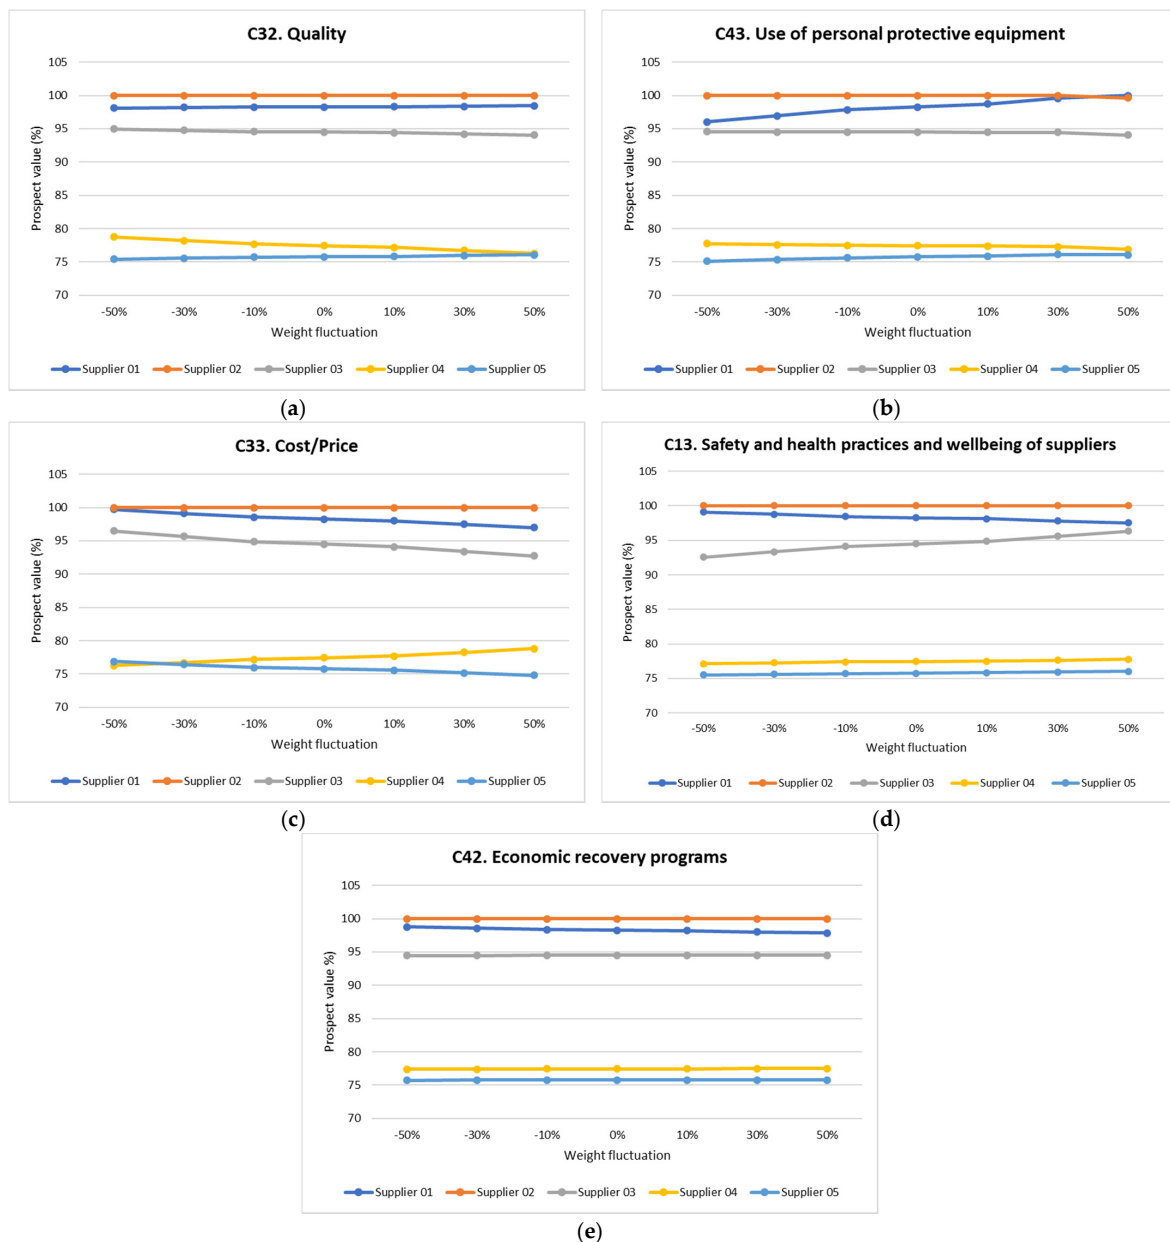 C32. Quality
Prospect value (%)
105
100
95
90
85
80
75
70
-50% -30% -10% 0% 10% 30% 50%
Weight fluctuation
Supplier 01 Supplier 02 Supplier 03 Supplier 04 Supplier 05
(a)
C43. Use of personal protective equipment
Prospect value (%)
105
100
95
90
85
80
75
70
-50% -30% -10% 0% 10% 30% 50%
Weight fluctuation
Supplier 01 Supplier 02 Supplier 03 Supplier 04 Supplier 05
(b)
C33. Cost/Price
Prospect value (%)
105
100
95
90
85
80
75
70
-50% -30% -10% 0% 10% 30% 50%
Weight fluctuation
Supplier 01 Supplier 02 Supplier 03 Supplier 04 Supplier 05
(c)
C13. Safety and health practices and wellbeing of suppliers
Prospect value (%)
105
100
95
90
85
80
75
70
-50% -30% -10% 0% 10% 30% 50%
Weight fluctuation
Supplier 01 Supplier 02 Supplier 03 Supplier 04 Supplier 05
(d)
C42. Economic recovery programs
Prospect value %)
105
100
95
90
85
80
75
70
-50% -30% -10% 0% 10% 30% 50%
Weight fluctuation
Supplier 01 Supplier 02 Supplier 03 Supplier 04 Supplier 05
(e)